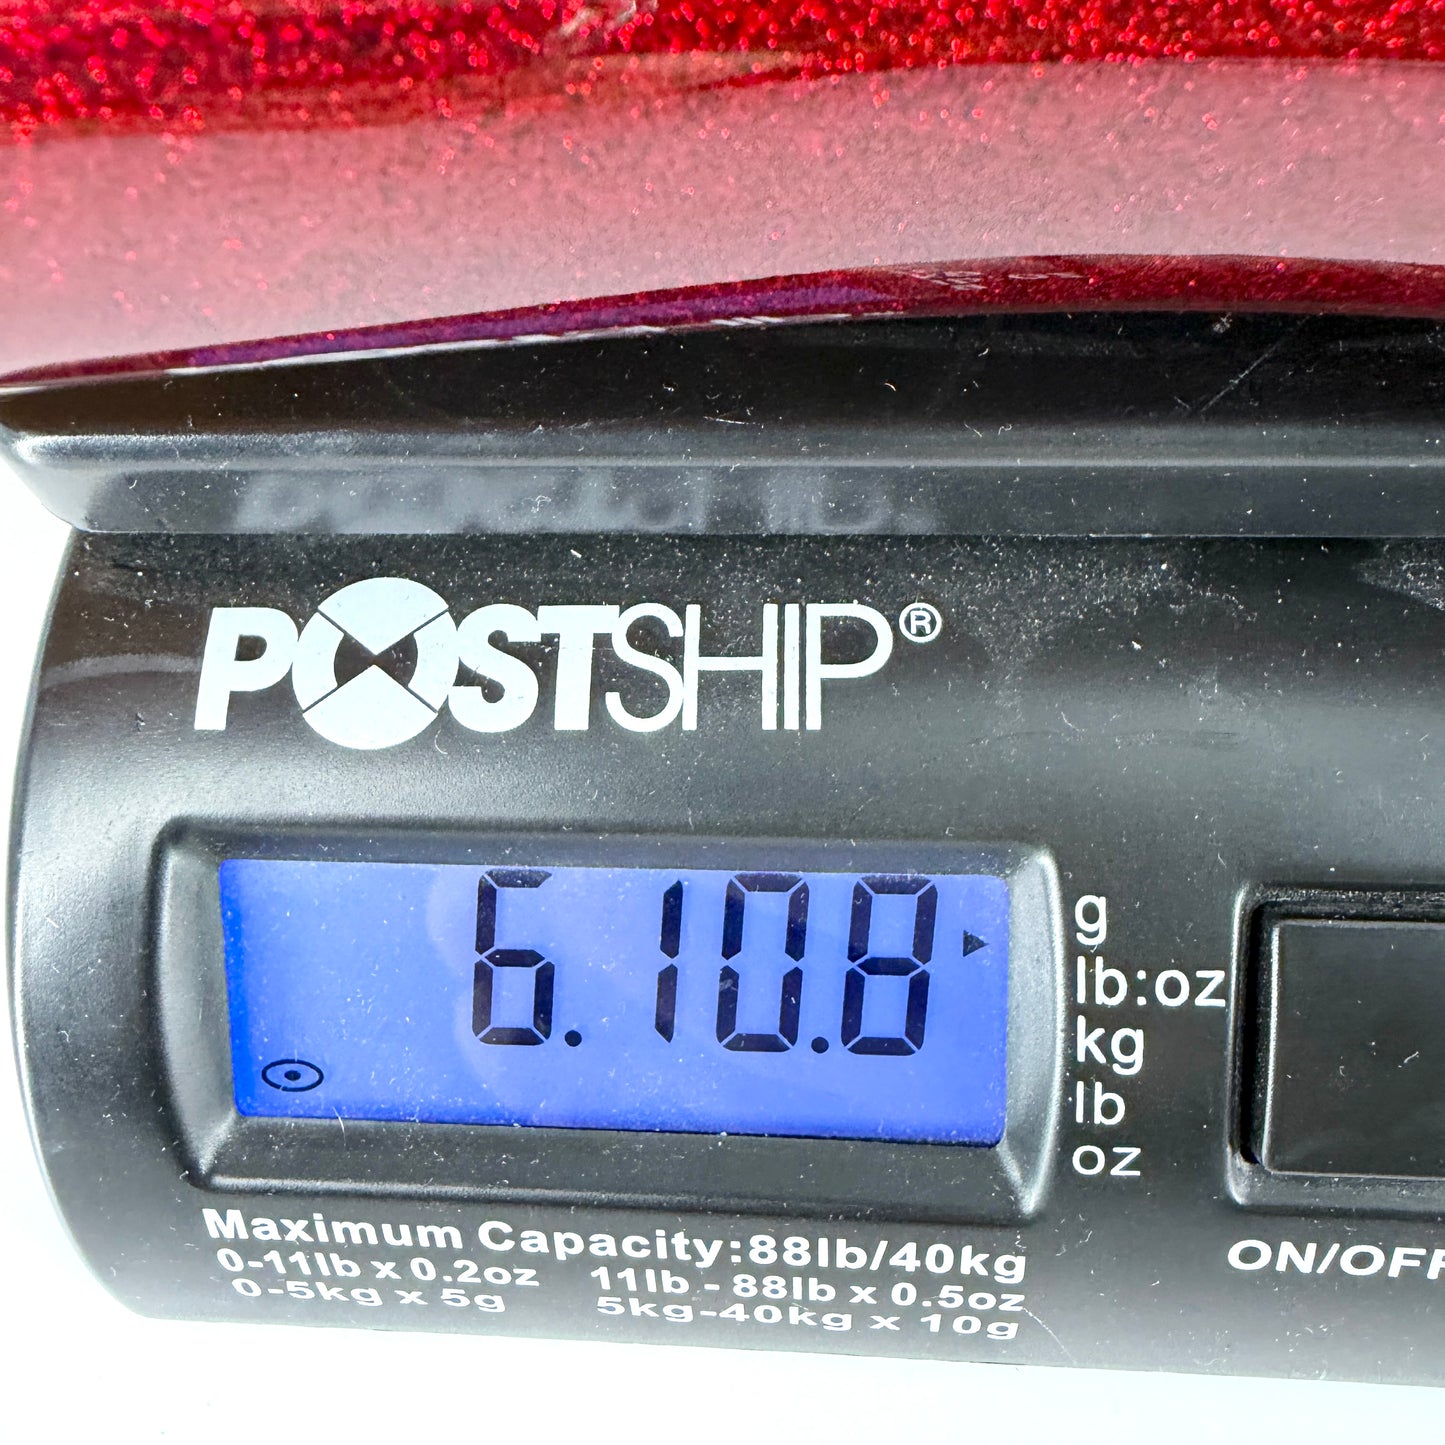 POSTSHIP®
6.10.8
g
lb:oz
kg
lb
oz
ON/OFF
Maximum Capacity:88lb/40kg
0-11lb x 0.2oz 11lb - 88lb x 0.5oz
0-5kg x 5g 5kg-40kg x 10g